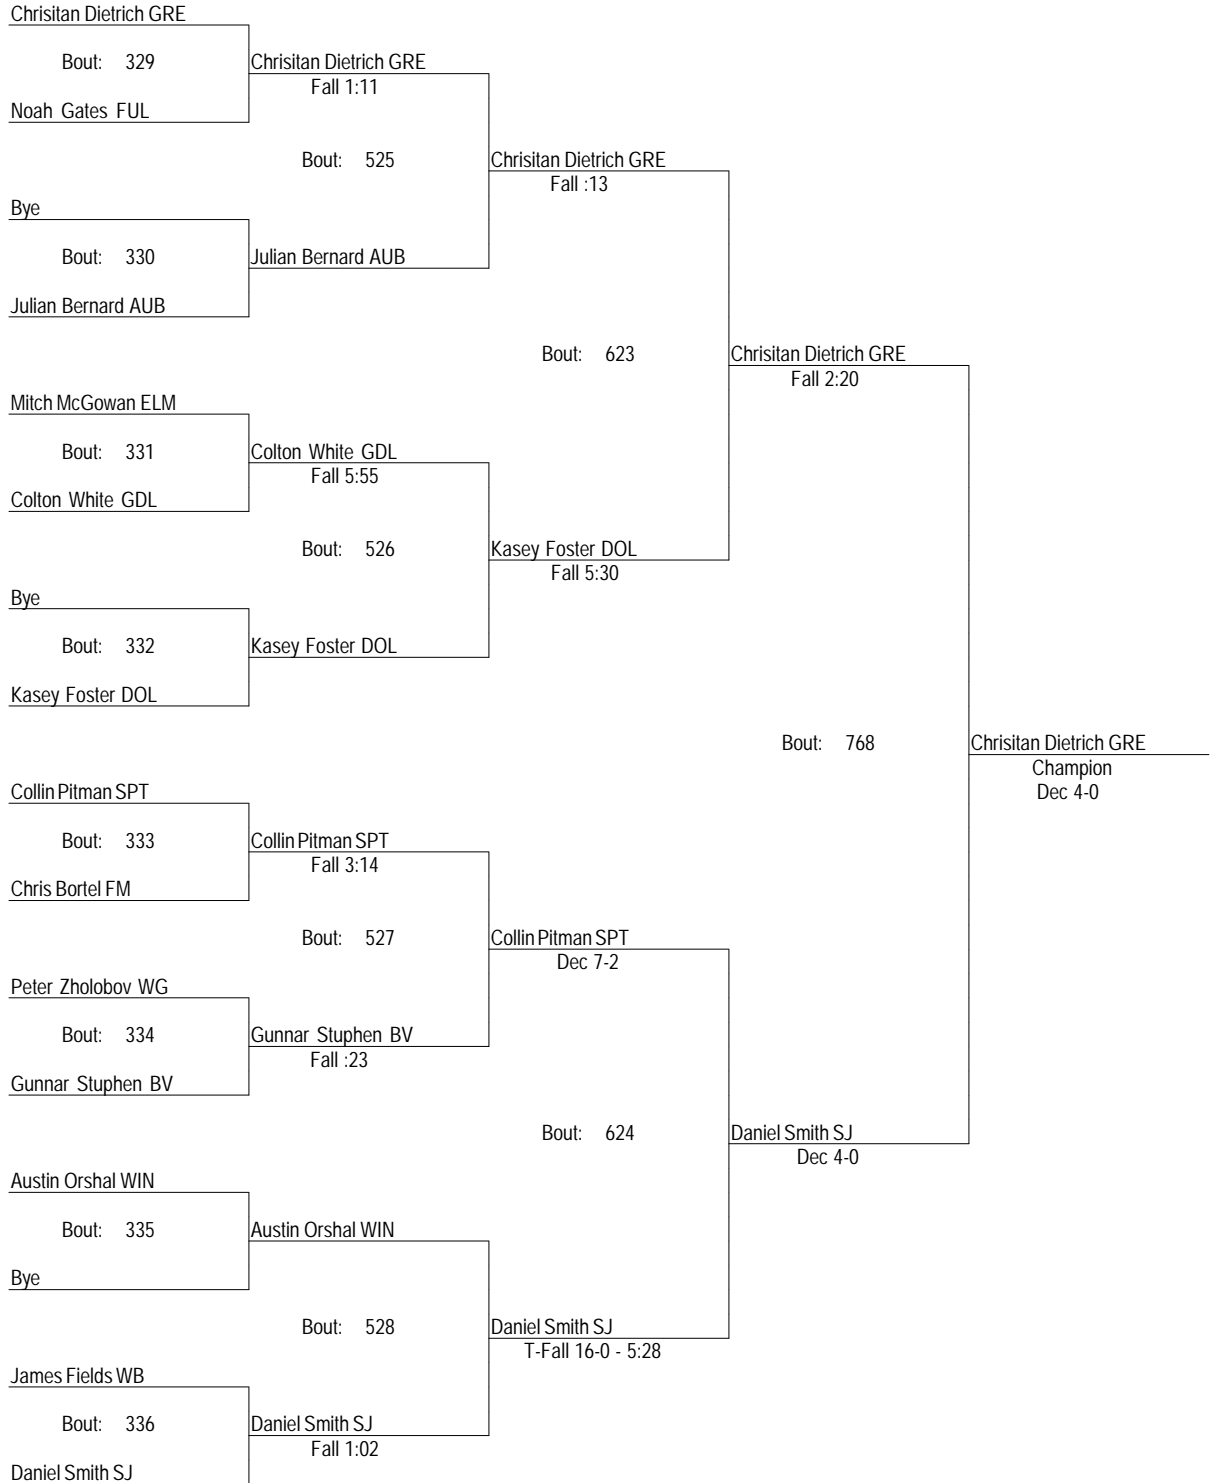 Chrisitan Dietrich GRE
Bout: 329 Chrisitan Dietrich GRE
Fall 1:11
Noah Gates FUL
Bout: 525 Chrisitan Dietrich GRE
Fall :13
Bye
Bout: 330 Julian Bernard AUB
Julian Bernard AUB
Bout: 623 Chrisitan Dietrich GRE
Fall 2:20
Mitch McGowan ELM
Bout: 331 Colton White GDL
Fall 5:55
Colton White GDL
Bout: 526 Kasey Foster DOL
Fall 5:30
Bye
Bout: 332 Kasey Foster DOL
Kasey Foster DOL
Bout: 768 Chrisitan Dietrich GRE
Champion
Dec 4-0
Collin Pitman SPT
Bout: 333 Collin Pitman SPT
Fall 3:14
Chris Bortel FM
Bout: 527 Collin Pitman SPT
Dec 7-2
Peter Zholobov WG
Bout: 334 Gunnar Stuphen BV
Fall :23
Gunnar Stuphen BV
Bout: 624 Daniel Smith SJ
Dec 4-0
Austin Orshal WIN
Bout: 335 Austin Orshal WIN
Bye
Bout: 528 Daniel Smith SJ
T-Fall 16-0 - 5:28
James Fields WB
Bout: 336 Daniel Smith SJ
Fall 1:02
Daniel Smith SJ